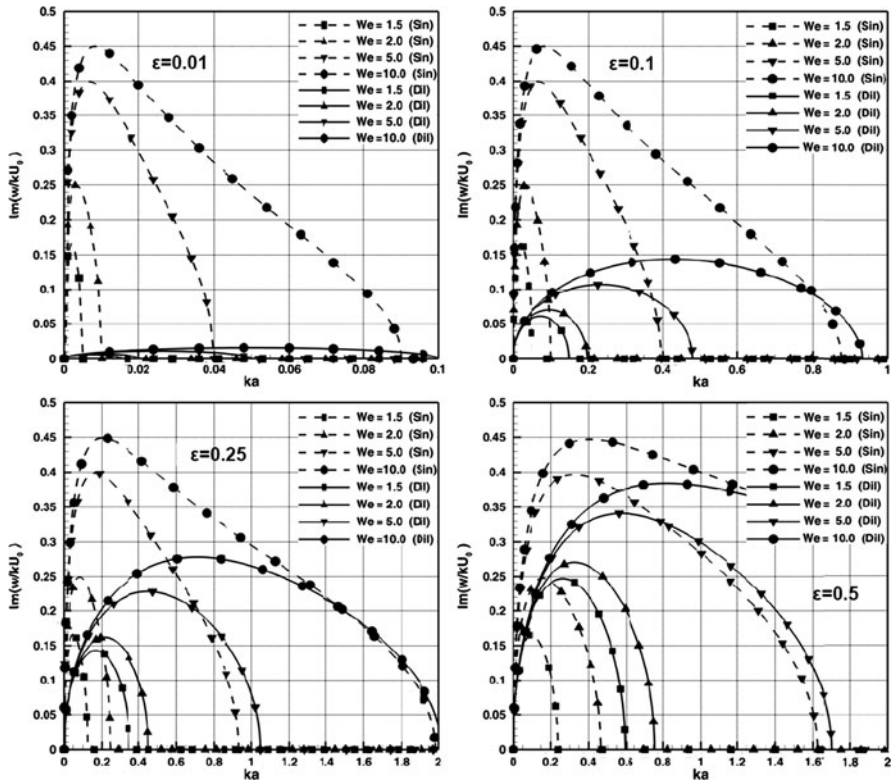 0.5
0.45
0.4
0.35
0.3
0.25
0.2
0.15
0.1
0.05
0
Im(w/kU₀)
ε=0.01
We = 1.5 (Sin)
We = 2.0 (Sin)
We = 5.0 (Sin)
We = 10.0 (Sin)
We = 1.5 (Dil)
We = 2.0 (Dil)
We = 5.0 (Dil)
We = 10.0 (Dil)
0 0.02 0.04 0.06 0.08 0.1
ka
0.5
0.45
0.4
0.35
0.3
0.25
0.2
0.15
0.1
0.05
0
Im(w/kU₀)
ε=0.1
We = 1.5 (Sin)
We = 2.0 (Sin)
We = 5.0 (Sin)
We = 10.0 (Sin)
We = 1.5 (Dil)
We = 2.0 (Dil)
We = 5.0 (Dil)
We = 10.0 (Dil)
0 0.2 0.4 0.6 0.8 1
ka
0.5
0.45
0.4
0.35
0.3
0.25
0.2
0.15
0.1
0.05
0
Im(w/kU₀)
ε=0.25
We = 1.5 (Sin)
We = 2.0 (Sin)
We = 5.0 (Sin)
We = 10.0 (Sin)
We = 1.5 (Dil)
We = 2.0 (Dil)
We = 5.0 (Dil)
We = 10.0 (Dil)
0 0.2 0.4 0.6 0.8 1 1.2 1.4 1.6 1.8 2
ka
0.5
0.45
0.4
0.35
0.3
0.25
0.2
0.15
0.1
0.05
0
Im(w/kU₀)
We = 1.5 (Sin)
We = 2.0 (Sin)
We = 5.0 (Sin)
We = 10.0 (Sin)
We = 1.5 (Dil)
We = 2.0 (Dil)
We = 5.0 (Dil)
We = 10.0 (Dil)
ε=0.5
0 0.2 0.4 0.6 0.8 1 1.2 1.4 1.6 1.8 2
ka